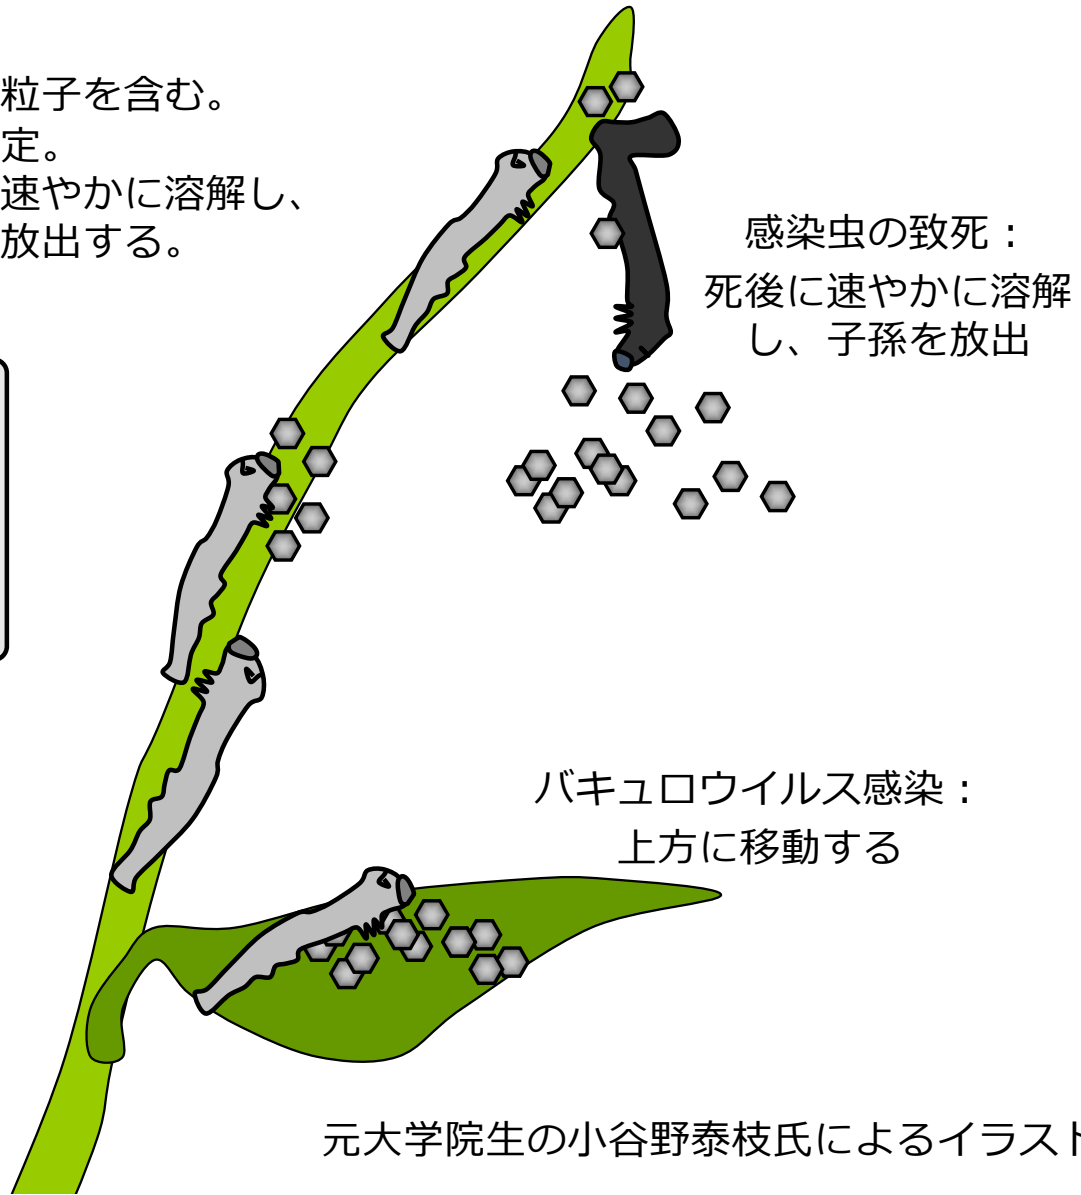 粒子を含む。
定。
速やかに溶解し、
放出する。
感染虫の致死：
死後に速やかに溶解
し、子孫を放出
バキュロウイルス感染：
上方に移動する
元大学院生の小谷野泰枝氏によるイラスト